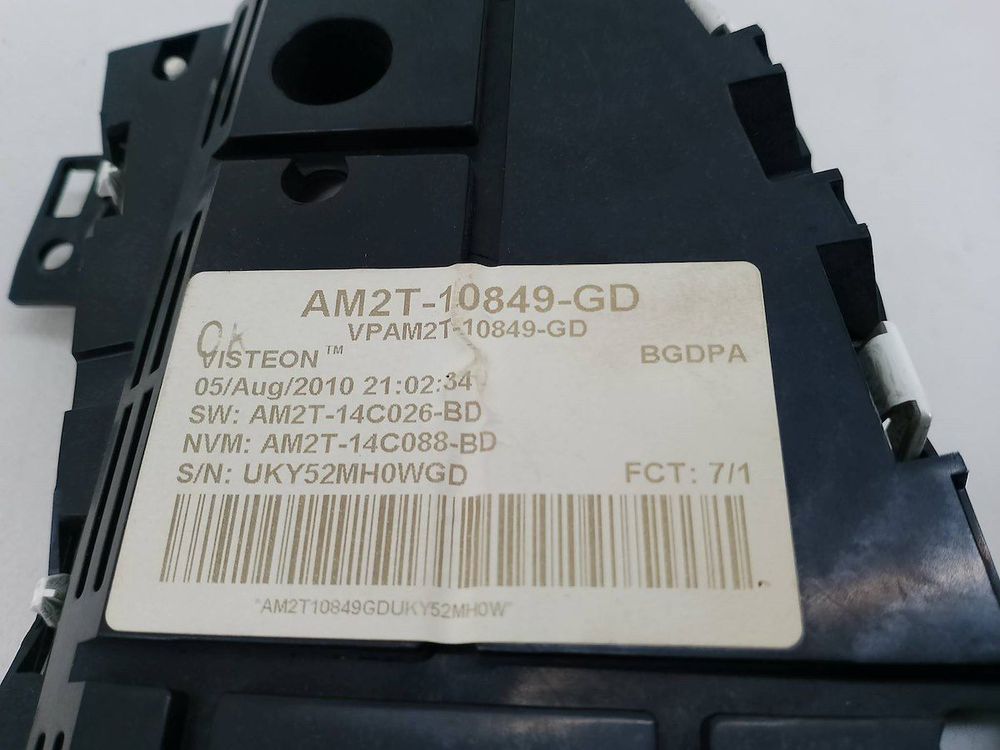 AM2T-10849-GD
VPAM2T-10849-GD
Ok
VISTEON™
BGDPA
05/Aug/2010 21:02:34
SW: AM2T-14C026-BD
NVM: AM2T-14C088-BD
S/N: UKY52MH0WGD
FCT: 7/1
*AM2T10849GDUKY52MH0W*